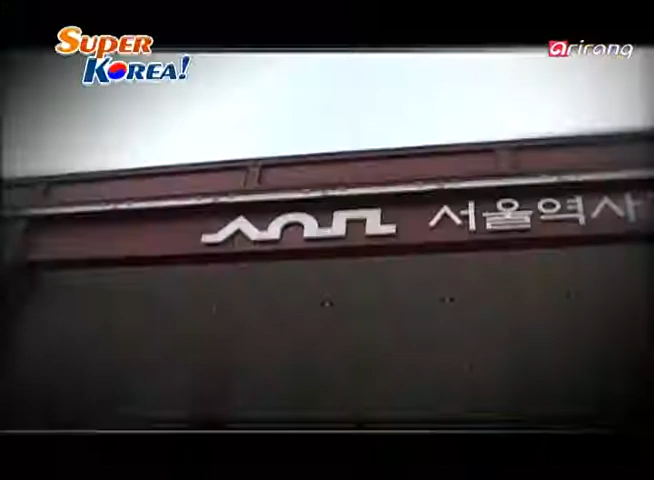 SUPER
KOREA!
arirang
서울역사